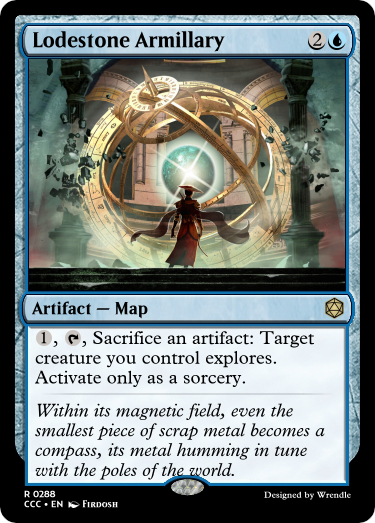 Lodestone Armillary 2
Artifact — Map
1, Sacrifice an artifact: Target
creature you control explores.
Activate only as a sorcery.
Within its magnetic field, even the
smallest piece of scrap metal becomes a
compass, its metal humming in tune
with the poles of the world.
R 0288
CCC • EN Firdosh
Designed by Wrendle